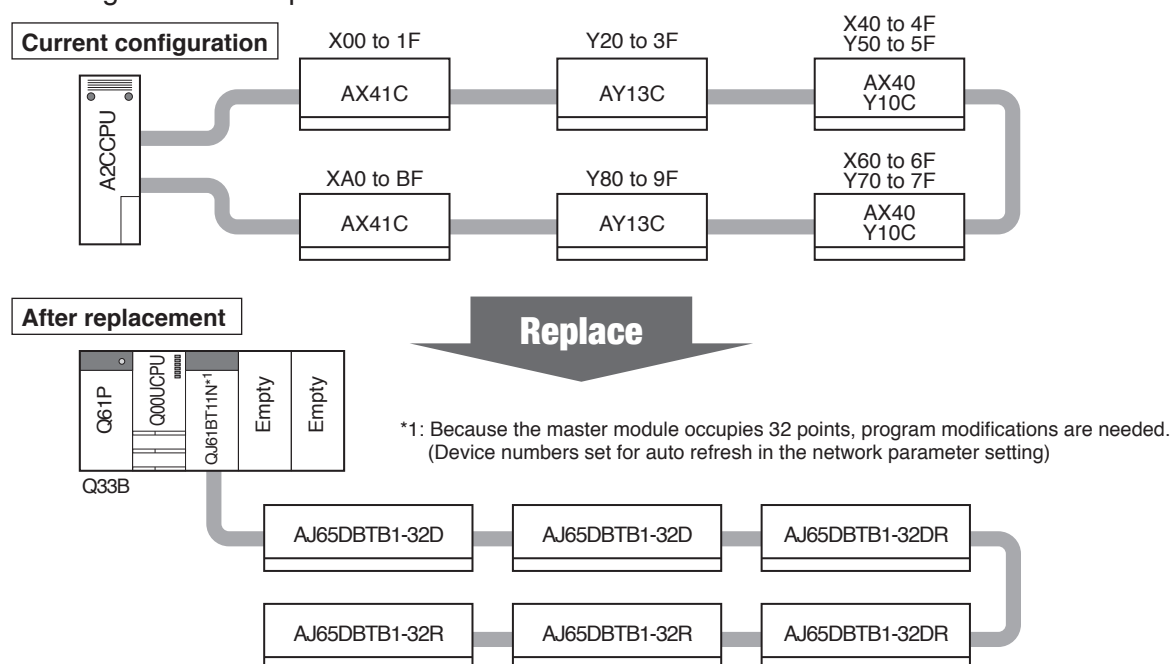 Current configuration
X00 to 1F
Y20 to 3F
X40 to 4F
Y50 to 5F
A2CCPU
AX41C
AY13C
AX40
Y10C
XA0 to BF
Y80 to 9F
X60 to 6F
Y70 to 7F
AX41C
AY13C
AX40
Y10C
After replacement
Replace
Q61P
Q00UCPU
QJ61BT11N*1
Empty
Empty
Q33B
*1: Because the master module occupies 32 points, program modifications are needed.
(Device numbers set for auto refresh in the network parameter setting)
AJ65DBTB1-32D
AJ65DBTB1-32D
AJ65DBTB1-32DR
AJ65DBTB1-32R
AJ65DBTB1-32R
AJ65DBTB1-32DR